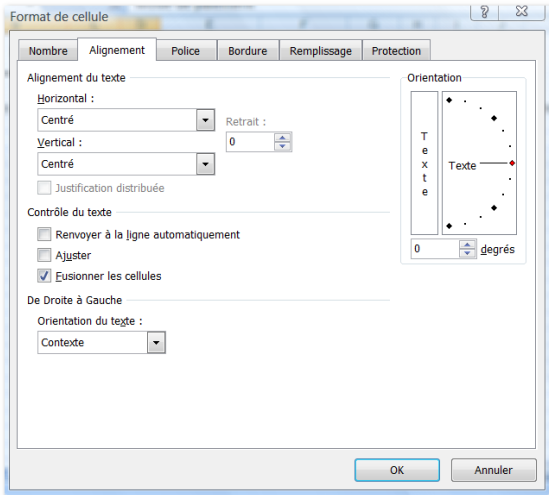 Format de cellule
Nombre Alignement Police Bordure Remplissage Protection
Alignement du texte
Horizontal :
Centré
Retrait :
Vertical :
0
Centré
Justification distribuée
Contrôle du texte
Renvoyer à la ligne automatiquement
Ajuster
Fusionner les cellules
De Droite à Gauche
Orientation du texte :
Contexte
Orientation
Texte
Texte
0 degrés
OK Annuler